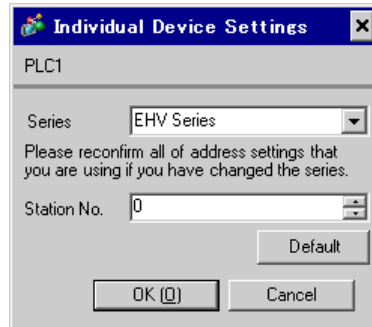 Individual Device Settings
PLC1
Series EHV Series
Please reconfirm all of address settings that
you are using if you have changed the series.
Station No. 0
Default
OK (O) Cancel